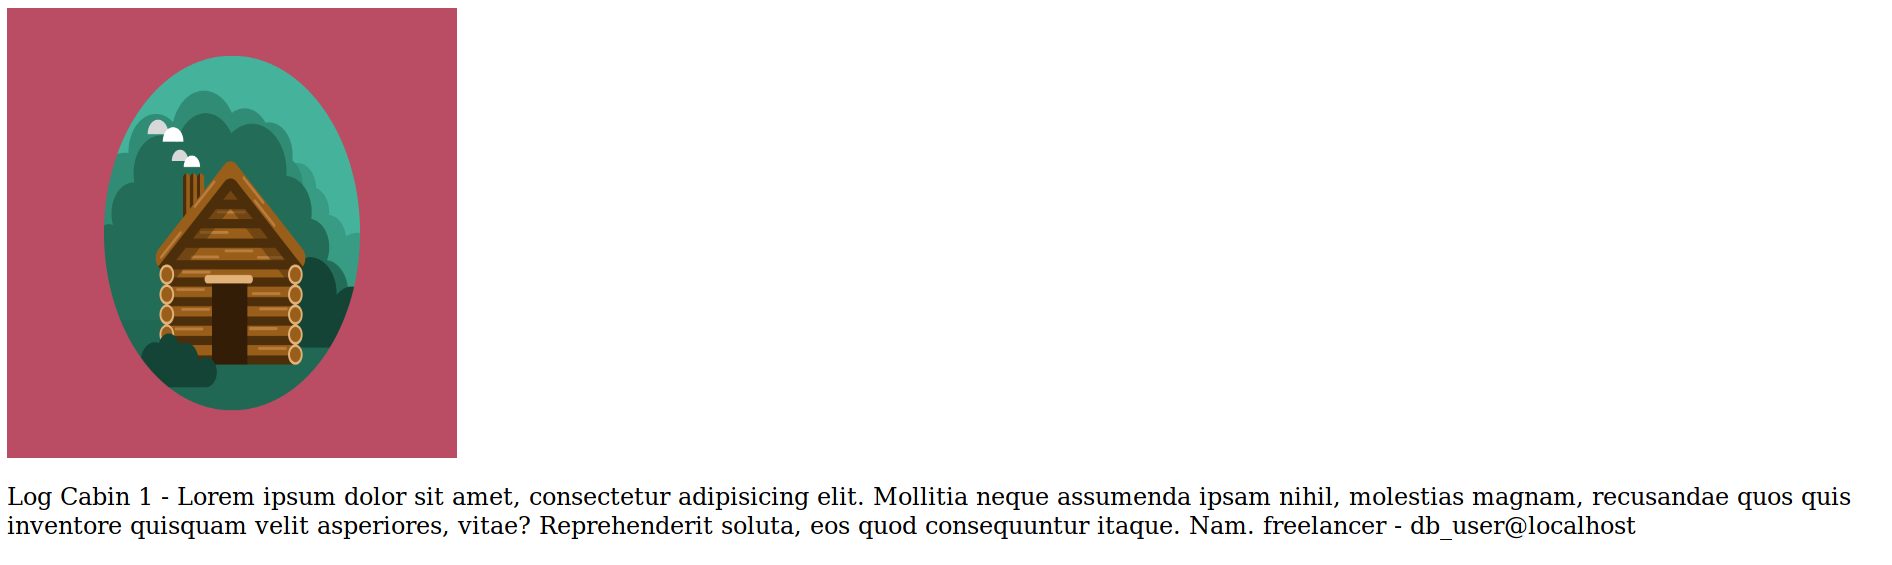 Log Cabin 1 - Lorem ipsum dolor sit amet, consectetur adipisicing elit. Mollitia neque assumenda ipsam nihil, molestias magnam, recusandae quos quis
inventore quisquam velit asperiores, vitae? Reprehenderit soluta, eos quod consequuntur itaque. Nam. freelancer - db_user@localhost